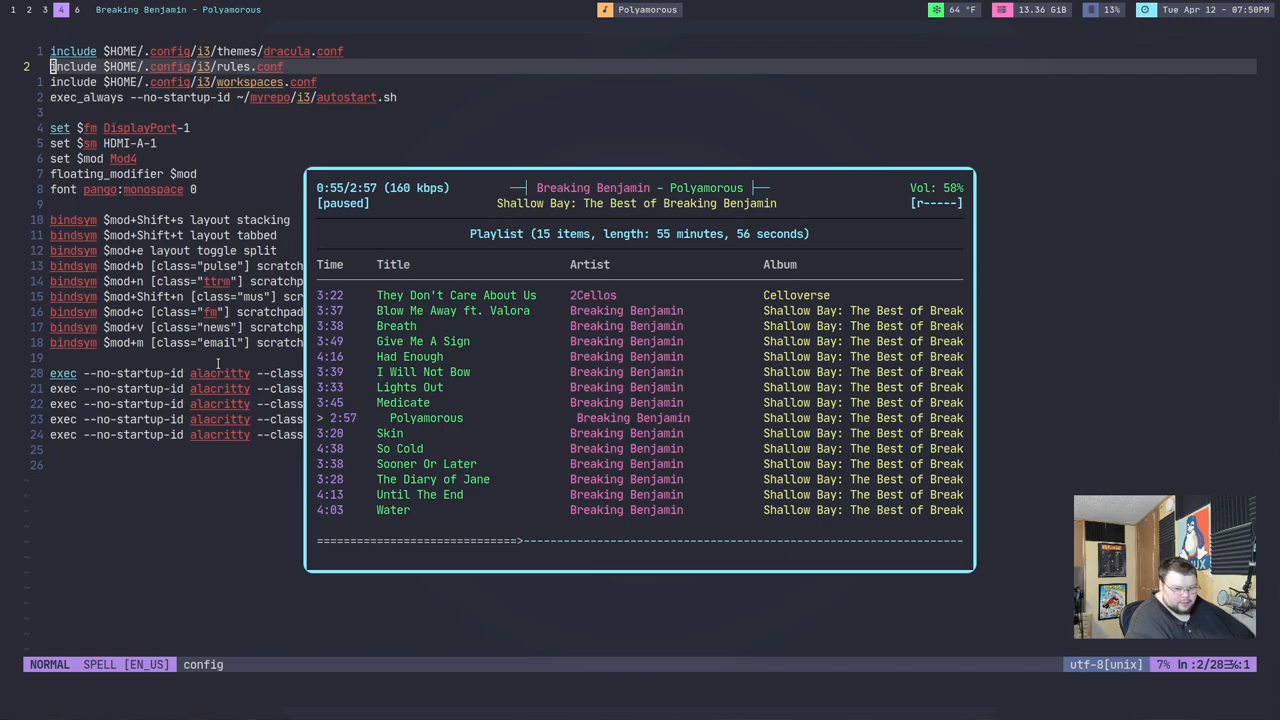 1 2 3 4 6 Breaking Benjamin - Polyamorous Polyamorous 64 °F 13.36 GiB 13% Tue Apr 12 - 07:50PM
1 include $HOME/.config/i3/themes/dracula.conf
2 include $HOME/.config/i3/rules.conf
1 include $HOME/.config/i3/workspaces.conf
2 exec_always --no-startup-id ~/myrepo/i3/autostart.sh
3
4 set $fm DisplayPort-1
5 set $sm HDMI-A-1
6 set $mod Mod4
7 floating_modifier $mod
8 font pango:monospace 0
9
10 bindsym $mod+Shift+s layout stacking
11 bindsym $mod+Shift+t layout tabbed
12 bindsym $mod+e layout toggle split
13 bindsym $mod+b [class="pulse"] scratch
14 bindsym $mod+n [class="ttrm"] scratchp
15 bindsym $mod+Shift+n [class="mus"] scr
16 bindsym $mod+c [class="fm"] scratchpad
17 bindsym $mod+v [class="news"] scratchp
18 bindsym $mod+m [class="email"] scratch
19
20 exec --no-startup-id alacritty --class
21 exec --no-startup-id alacritty --class
22 exec --no-startup-id alacritty --class
23 exec --no-startup-id alacritty --class
24 exec --no-startup-id alacritty --class
25
26
0:55/2:57 (160 kbps) ──┤ Breaking Benjamin - Polyamorous ├── Vol: 58%
[paused] Shallow Bay: The Best of Breaking Benjamin [r-----]
Playlist (15 items, length: 55 minutes, 56 seconds)
Time Title Artist Album
3:22 They Don't Care About Us 2Cellos Celloverse
3:37 Blow Me Away ft. Valora Breaking Benjamin Shallow Bay: The Best of Break
3:38 Breath Breaking Benjamin Shallow Bay: The Best of Break
3:49 Give Me A Sign Breaking Benjamin Shallow Bay: The Best of Break
4:16 Had Enough Breaking Benjamin Shallow Bay: The Best of Break
3:39 I Will Not Bow Breaking Benjamin Shallow Bay: The Best of Break
3:33 Lights Out Breaking Benjamin Shallow Bay: The Best of Break
3:45 Medicate Breaking Benjamin Shallow Bay: The Best of Break
> 2:57 Polyamorous Breaking Benjamin Shallow Bay: The Best of Break
3:20 Skin Breaking Benjamin Shallow Bay: The Best of Break
4:38 So Cold Breaking Benjamin Shallow Bay: The Best of Break
3:38 Sooner Or Later Breaking Benjamin Shallow Bay: The Best of Break
3:28 The Diary of Jane Breaking Benjamin Shallow Bay: The Best of Break
4:13 Until The End Breaking Benjamin Shallow Bay: The Best of Break
4:03 Water Breaking Benjamin Shallow Bay: The Best of Break
NORMAL SPELL [EN_US] config utf-8[unix] 7% ln :2/28